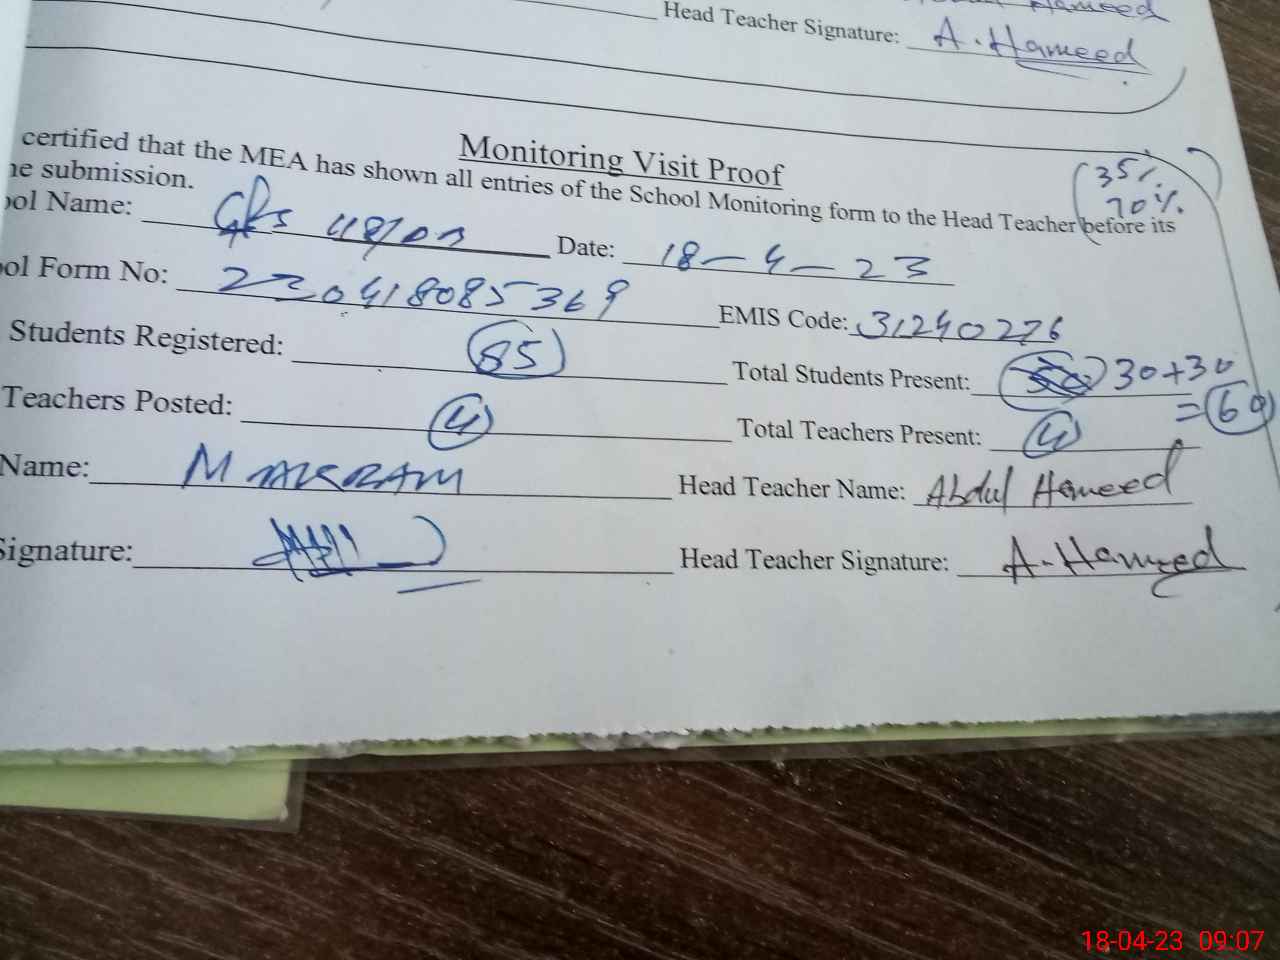 Hameed
Head Teacher Signature: A. Hameed
Monitoring Visit Proof
35%
70%
certified that the MEA has shown all entries of the School Monitoring form to the Head Teacher before its
submission.
Name: GPS Date: 18-4-23
Form No: 220418085369 EMIS Code: 31240276
Students Registered: 85 Total Students Present: 30+30
=60
Teachers Posted: 4 Total Teachers Present: 4
Name: M Head Teacher Name: Abdul Hameed
Signature: Head Teacher Signature: A. Hameed
18-04-23 09:07